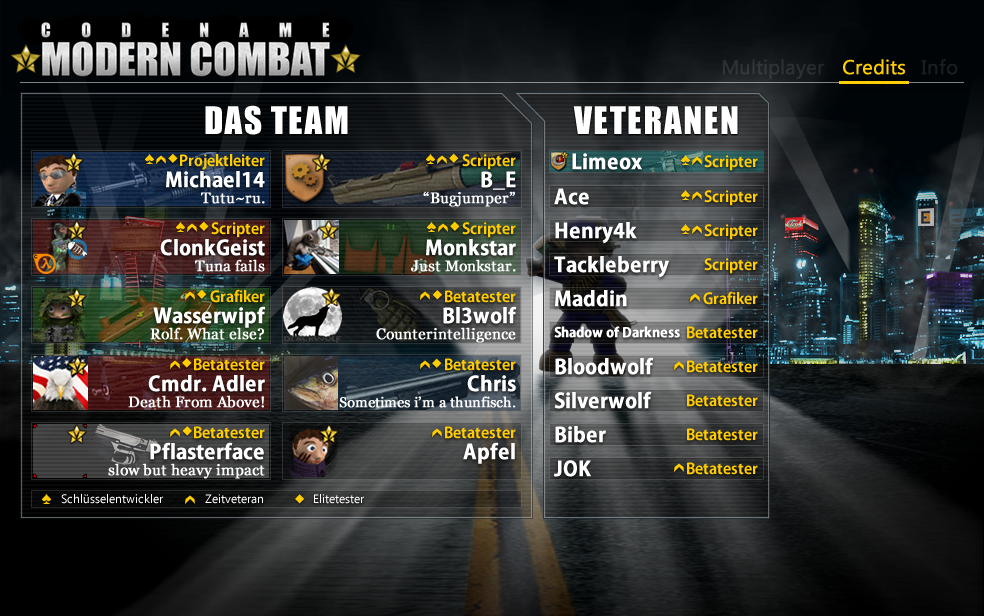 CODENAME
MODERN COMBAT
Multiplayer Credits Info
DAS TEAM
♠^◆Projektleiter
Michael14
Tutu~ru.
♠^◆ Scripter
B_E
“Bugjumper”
♠^◆ Scripter
ClonkGeist
Tuna fails
♠^◆ Scripter
Monkstar
Just Monkstar.
^◆ Grafiker
Wasserwipf
Rolf. What else?
^◆ Betatester
Bl3wolf
Counterintelligence
^◆ Betatester
Cmdr. Adler
Death From Above!
^◆ Betatester
Chris
Sometimes i’m a thunfisch.
^◆ Betatester
Pflasterface
slow but heavy impact
^ Betatester
Apfel
♠ Schlüsselentwickler ^ Zeitveteran ◆ Elitetester
VETERANEN
Limeox ♠^Scripter
Ace ♠^Scripter
Henry4k ♠^Scripter
Tackleberry Scripter
Maddin ^Grafiker
Shadow of Darkness Betatester
Bloodwolf ^Betatester
Silverwolf Betatester
Biber Betatester
JOK ^Betatester